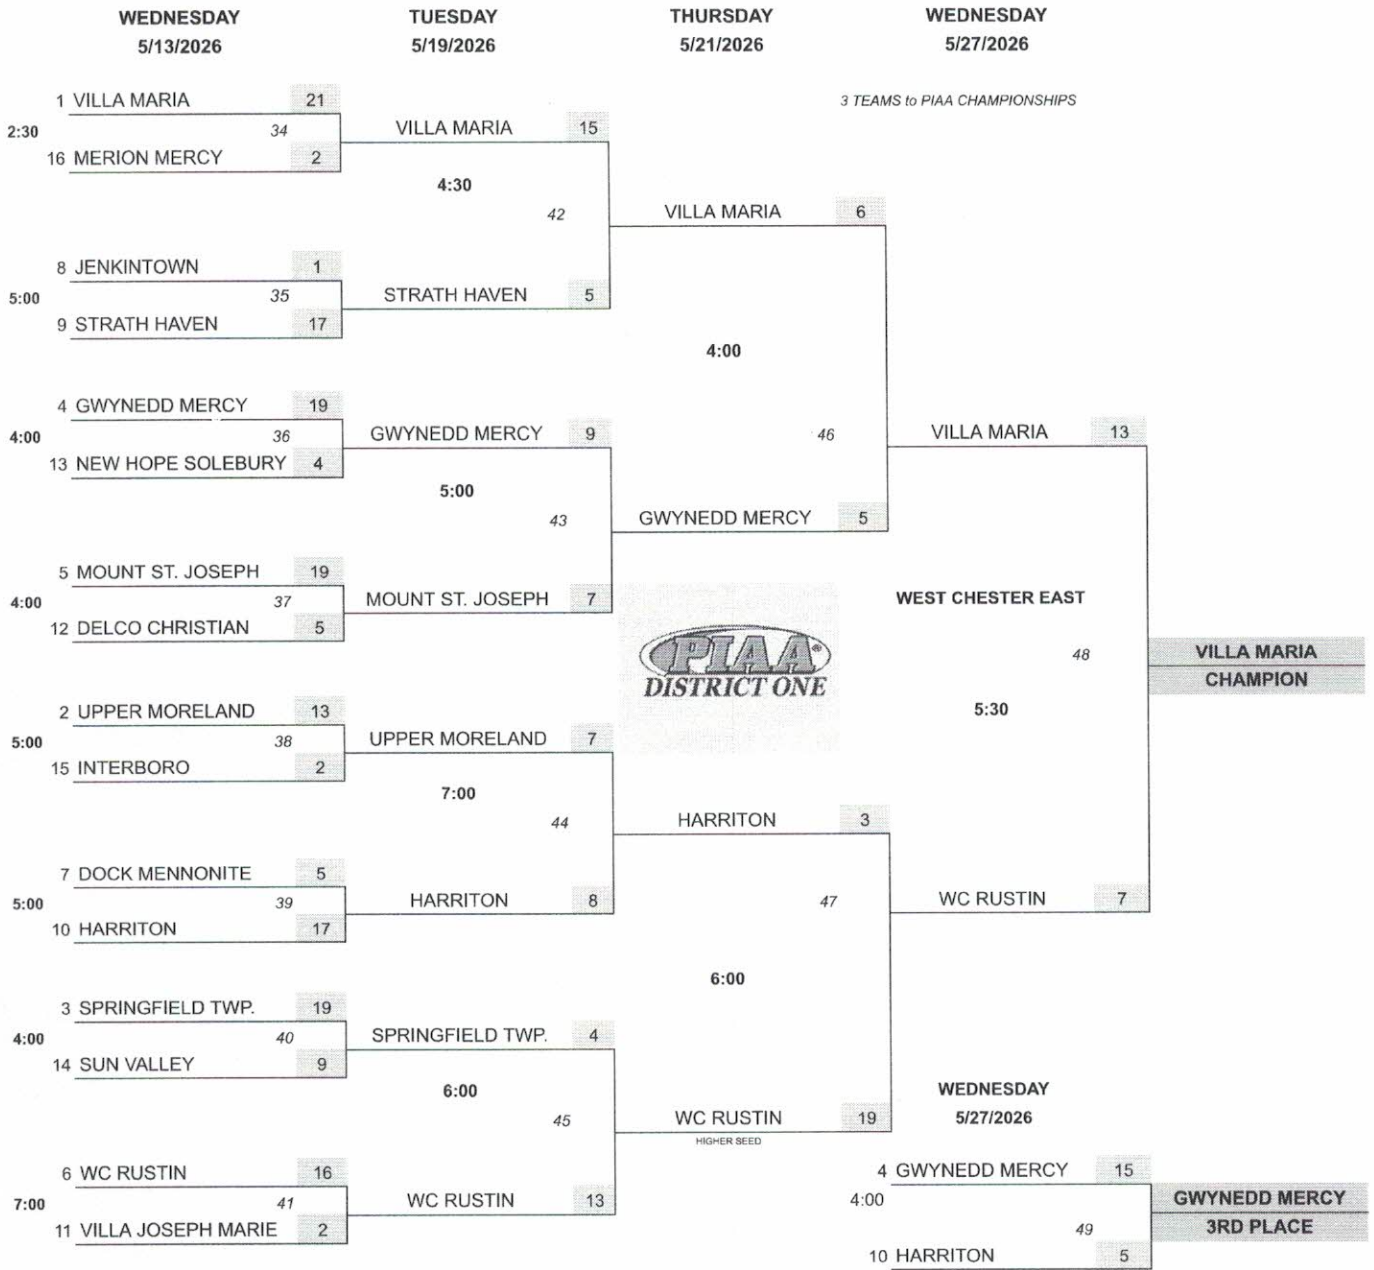 WEDNESDAY TUESDAY THURSDAY WEDNESDAY
5/13/2026 5/19/2026 5/21/2026 5/27/2026
3 TEAMS to PIAA CHAMPIONSHIPS
1 VILLA MARIA 21
2:30 34
16 MERION MERCY 2
8 JENKINTOWN 1
5:00 35
9 STRATH HAVEN 17
4 GWYNEDD MERCY 19
4:00 36
13 NEW HOPE SOLEBURY 4
5 MOUNT ST. JOSEPH 19
4:00 37
12 DELCO CHRISTIAN 5
2 UPPER MORELAND 13
5:00 38
15 INTERBORO 2
7 DOCK MENNONITE 5
5:00 39
10 HARRITON 17
3 SPRINGFIELD TWP. 19
4:00 40
14 SUN VALLEY 9
6 WC RUSTIN 16
7:00 41
11 VILLA JOSEPH MARIE 2
VILLA MARIA 15
4:30
42
STRATH HAVEN 5
GWYNEDD MERCY 9
5:00
43
MOUNT ST. JOSEPH 7
UPPER MORELAND 7
7:00
44
HARRITON 8
SPRINGFIELD TWP. 4
6:00
45
WC RUSTIN 13
VILLA MARIA 6
4:00
46
GWYNEDD MERCY 5
PIAA®
DISTRICT ONE
HARRITON 3
47
6:00
WC RUSTIN 19
HIGHER SEED
VILLA MARIA 13
WEST CHESTER EAST
48
5:30
WC RUSTIN 7
VILLA MARIA
CHAMPION
WEDNESDAY
5/27/2026
4 GWYNEDD MERCY 15
4:00
49
10 HARRITON 5
GWYNEDD MERCY
3RD PLACE